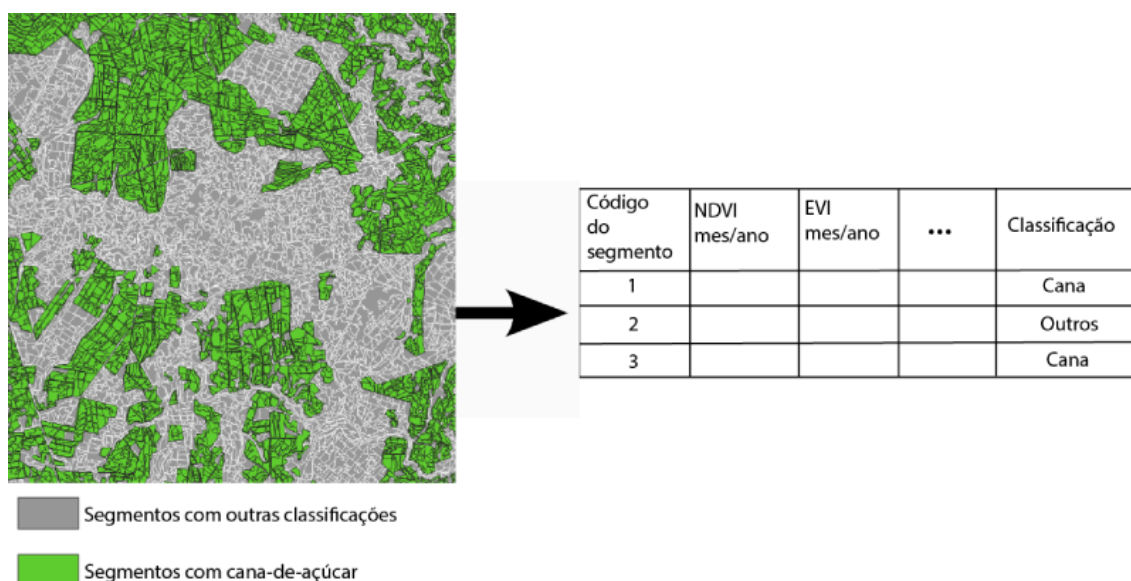 Código
do
segmento
NDVI
mes/ano
EVI
mes/ano
...
Classificação
1
Cana
2
Outros
3
Cana
Segmentos com outras classificações
Segmentos com cana-de-açúcar